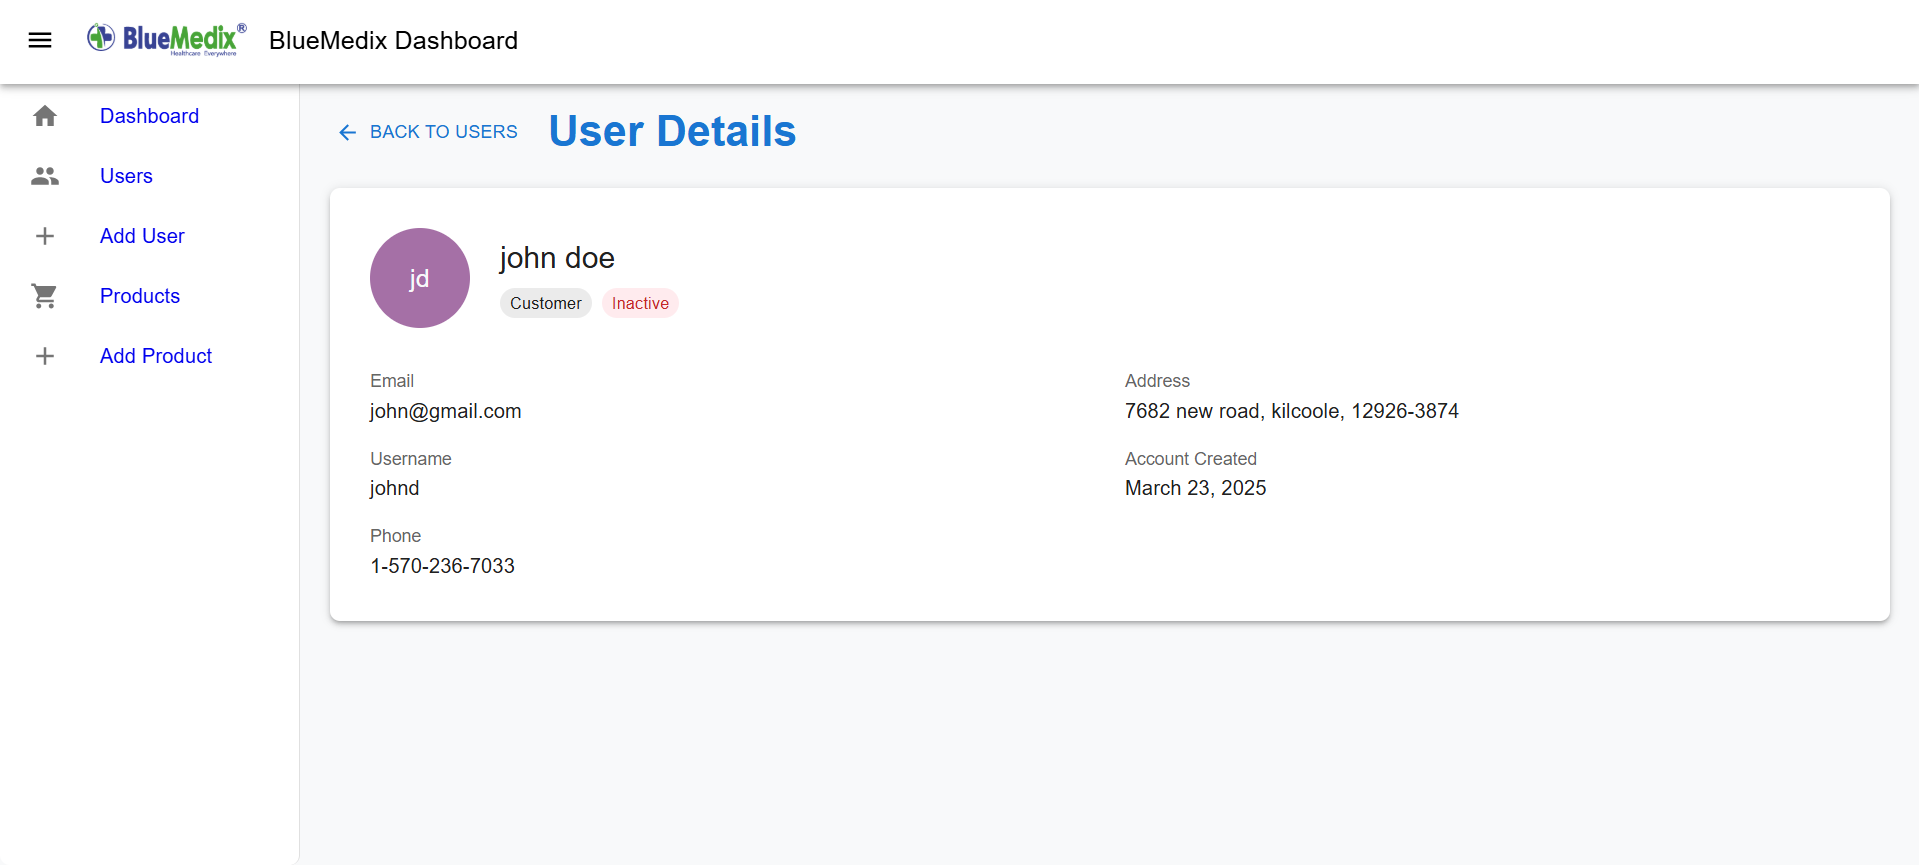 BlueMedix®
Healthcare Everywhere
BlueMedix Dashboard
Dashboard
Users
Add User
Products
Add Product
BACK TO USERS
User Details
jd
john doe
Customer
Inactive
Email
john@gmail.com
Username
johnd
Phone
1-570-236-7033
Address
7682 new road, kilcoole, 12926-3874
Account Created
March 23, 2025